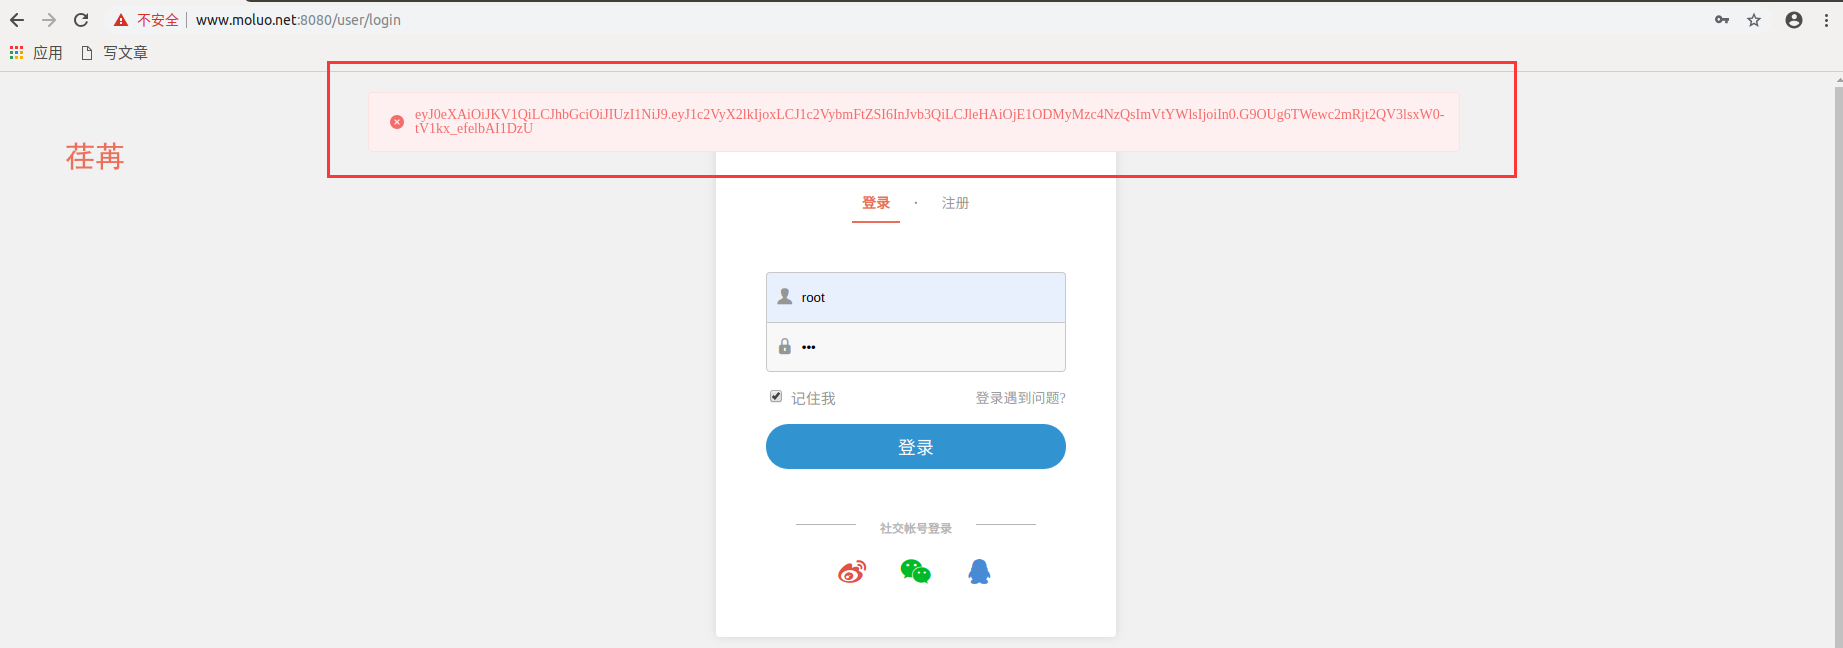 不安全 www.moluo.net:8080/user/login
应用 写文章
eyJ0eXAiOiJKV1QiLCJhbGciOiJIUzI1NiJ9.eyJ1c2VyX2lkIjoxLCJ1c2VybmFtZSI6InJvb3QiLCJleHAiOjE1ODMyMzc4NzQsImVtYWlsIjoiIn0.G9OUg6TWewc2mRjt2QV3lsxW0-
tV1kx_efelbAI1DzU
荏苒
登录 · 注册
root
•••
记住我 登录遇到问题?
登录
社交帐号登录